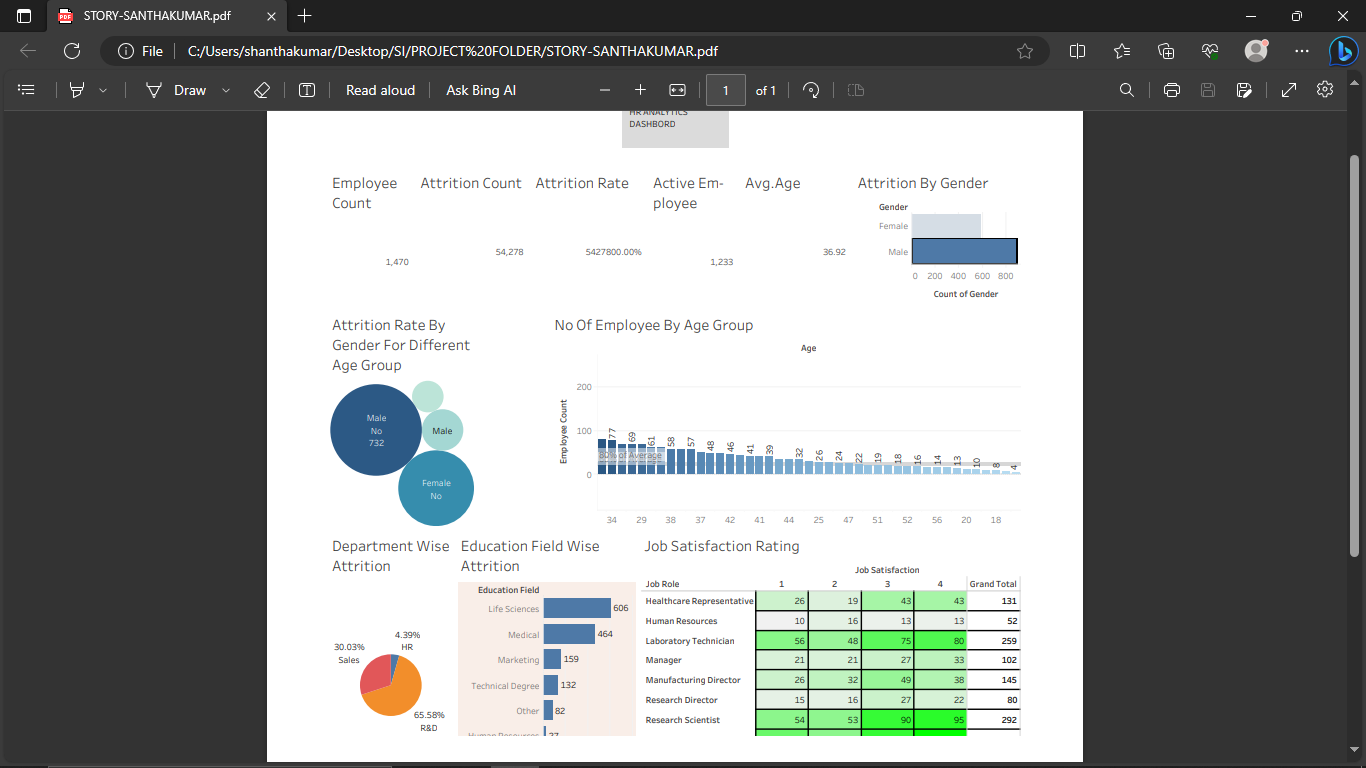 STORY-SANTHAKUMAR.pdf
File
C:/Users/shanthakumar/Desktop/SI/PROJECT%20FOLDER/STORY-SANTHAKUMAR.pdf
Draw
Read aloud
Ask Bing AI
1
of 1
HR ANALYTICS
DASHBORD
Employee
Count
Attrition Count
Attrition Rate
Active Em-
ployee
Avg.Age
Attrition By Gender
1,470
54,278
5427800.00%
1,233
36.92
Gender
Female
Male
0 200 400 600 800
Count of Gender
Attrition Rate By
Gender For Different
Age Group
Male
No
732
Male
Female
No
No Of Employee By Age Group
Age
Employee Count
200
100
0
77 69 61 58 57 48 46 41 39 32 26 24 22 19 18 16 14 13 10 8 4
80% of Average
34 29 38 37 42 41 44 25 47 51 52 56 20 18
Department Wise
Attrition
4.39%
HR
30.03%
Sales
65.58%
R&D
Education Field Wise
Attrition
Education Field
Life Sciences 606
Medical 464
Marketing 159
Technical Degree 132
Other 82
Human Resources 27
Job Satisfaction Rating
Job Satisfaction
Job Role 1 2 3 4 Grand Total
Healthcare Representative 26 19 43 43 131
Human Resources 10 16 13 13 52
Laboratory Technician 56 48 75 80 259
Manager 21 21 27 33 102
Manufacturing Director 26 32 49 38 145
Research Director 15 16 27 22 80
Research Scientist 54 53 90 95 292